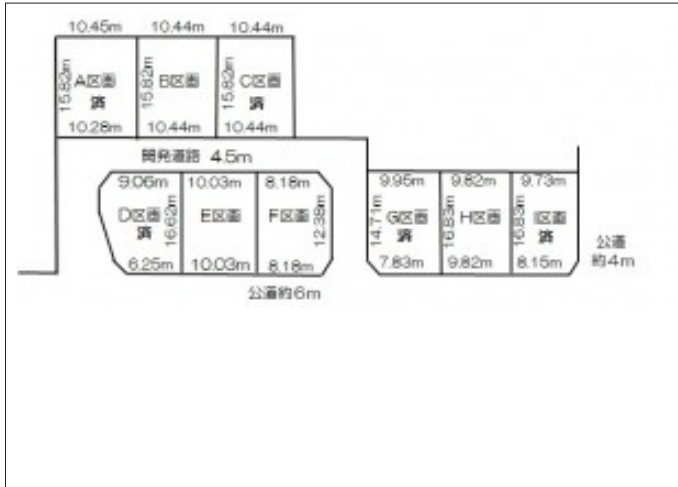 10.45m 10.44m 10.44m
15.82m A区画 済
15.82m B区画
15.82m C区画 済
10.28m 10.44m 10.44m
開発道路 4.5m
9.06m 10.03m 8.18m
D区画 済 16.62m
E区画
F区画 12.38m
6.25m 10.03m 8.18m
公道約6m
9.95m 9.82m 9.73m
14.71m G区画 済
16.83m H区画
16.83m I区画 済
7.83m 9.82m 8.15m
公道
約4m